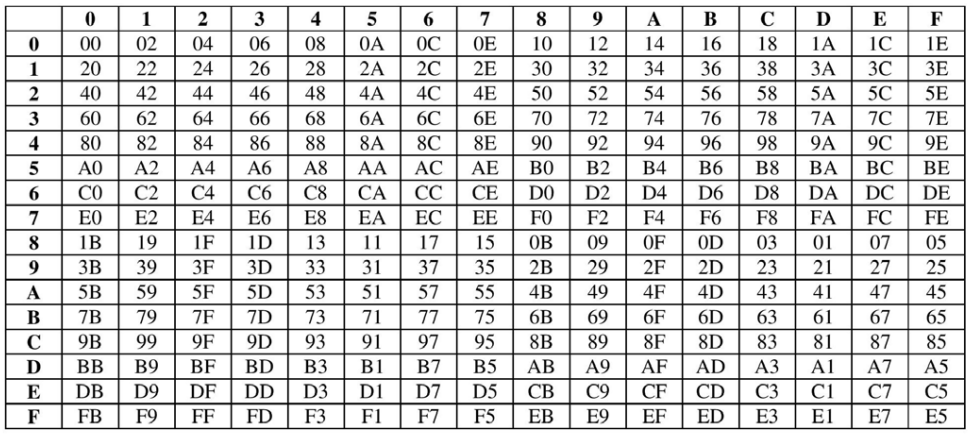 0 1 2 3 4 5 6 7 8 9 A B C D E F
0 00 02 04 06 08 0A 0C 0E 10 12 14 16 18 1A 1C 1E
1 20 22 24 26 28 2A 2C 2E 30 32 34 36 38 3A 3C 3E
2 40 42 44 46 48 4A 4C 4E 50 52 54 56 58 5A 5C 5E
3 60 62 64 66 68 6A 6C 6E 70 72 74 76 78 7A 7C 7E
4 80 82 84 86 88 8A 8C 8E 90 92 94 96 98 9A 9C 9E
5 A0 A2 A4 A6 A8 AA AC AE B0 B2 B4 B6 B8 BA BC BE
6 C0 C2 C4 C6 C8 CA CC CE D0 D2 D4 D6 D8 DA DC DE
7 E0 E2 E4 E6 E8 EA EC EE F0 F2 F4 F6 F8 FA FC FE
8 1B 19 1F 1D 13 11 17 15 0B 09 0F 0D 03 01 07 05
9 3B 39 3F 3D 33 31 37 35 2B 29 2F 2D 23 21 27 25
A 5B 59 5F 5D 53 51 57 55 4B 49 4F 4D 43 41 47 45
B 7B 79 7F 7D 73 71 77 75 6B 69 6F 6D 63 61 67 65
C 9B 99 9F 9D 93 91 97 95 8B 89 8F 8D 83 81 87 85
D BB B9 BF BD B3 B1 B7 B5 AB A9 AF AD A3 A1 A7 A5
E DB D9 DF DD D3 D1 D7 D5 CB C9 CF CD C3 C1 C7 C5
F FB F9 FF FD F3 F1 F7 F5 EB E9 EF ED E3 E1 E7 E5